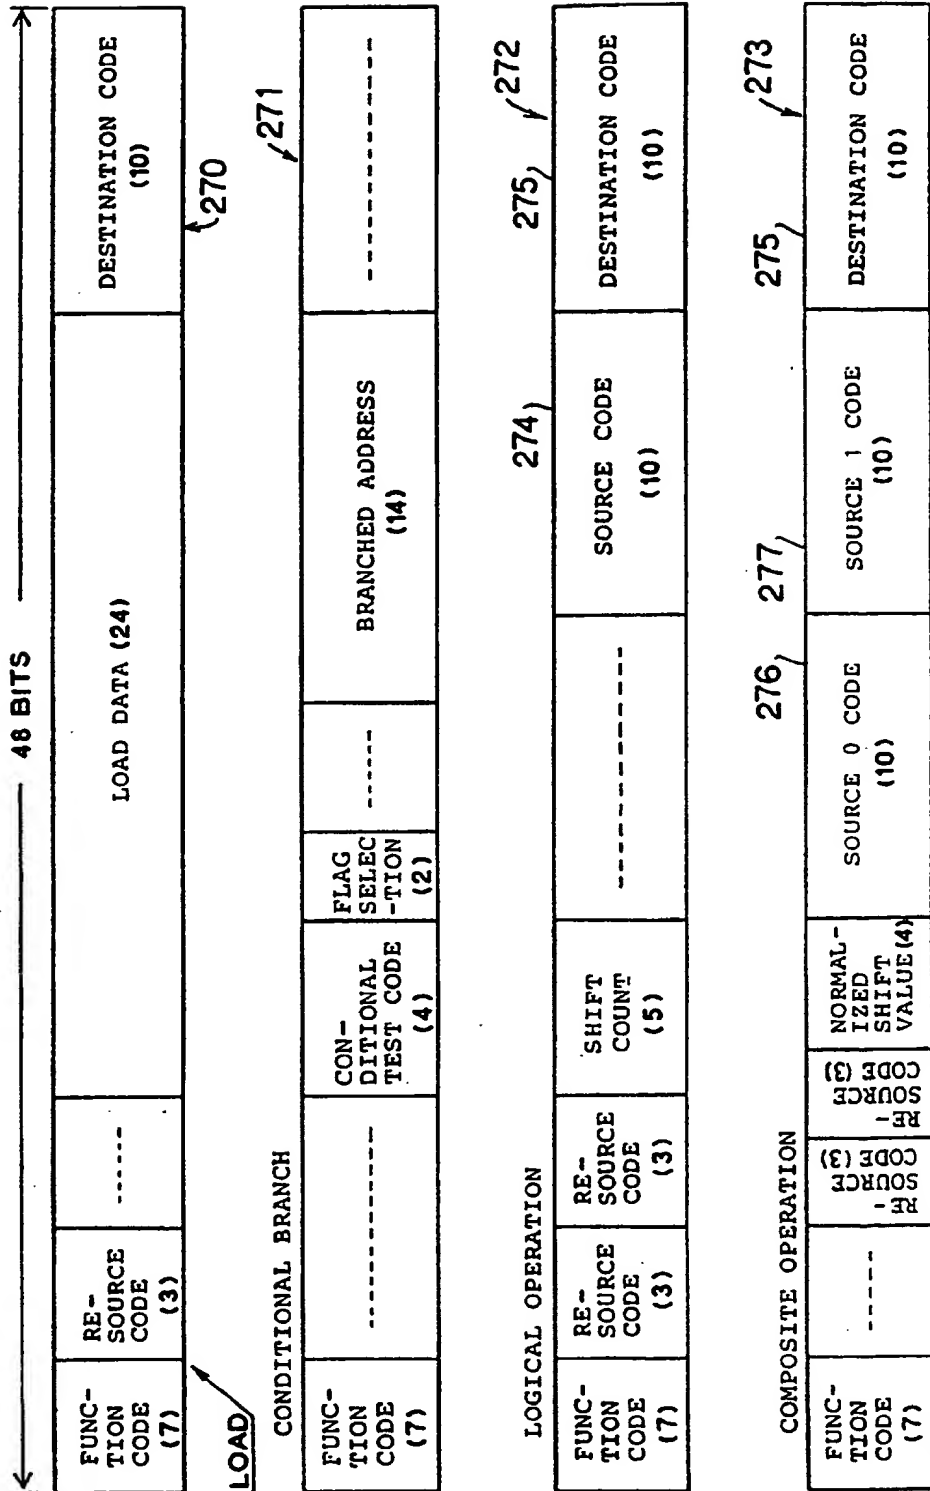 48 BITS
FUNC-
TION
CODE
(7)
RE-
SOURCE
CODE
(3)
------
LOAD DATA (24)
DESTINATION CODE
(10)
270
LOAD
CONDITIONAL BRANCH
271
FUNC-
TION
CODE
(7)
------------
CON-
DITIONAL
TEST CODE
(4)
FLAG
SELEC
-TION
(2)
-----
BRANCHED ADDRESS
(14)
------------
LOGICAL OPERATION
274
275
272
FUNC-
TION
CODE
(7)
RE-
SOURCE
CODE
(3)
RE-
SOURCE
CODE
(3)
SHIFT
COUNT
(5)
------------
SOURCE CODE
(10)
DESTINATION CODE
(10)
COMPOSITE OPERATION
276
277
275
273
FUNC-
TION
CODE
(7)
-----
RE-
SOURCE
CODE (3)
RE-
SOURCE
CODE (3)
NORMAL-
IZED
SHIFT
VALUE(4)
SOURCE 0 CODE
(10)
SOURCE 1 CODE
(10)
DESTINATION CODE
(10)